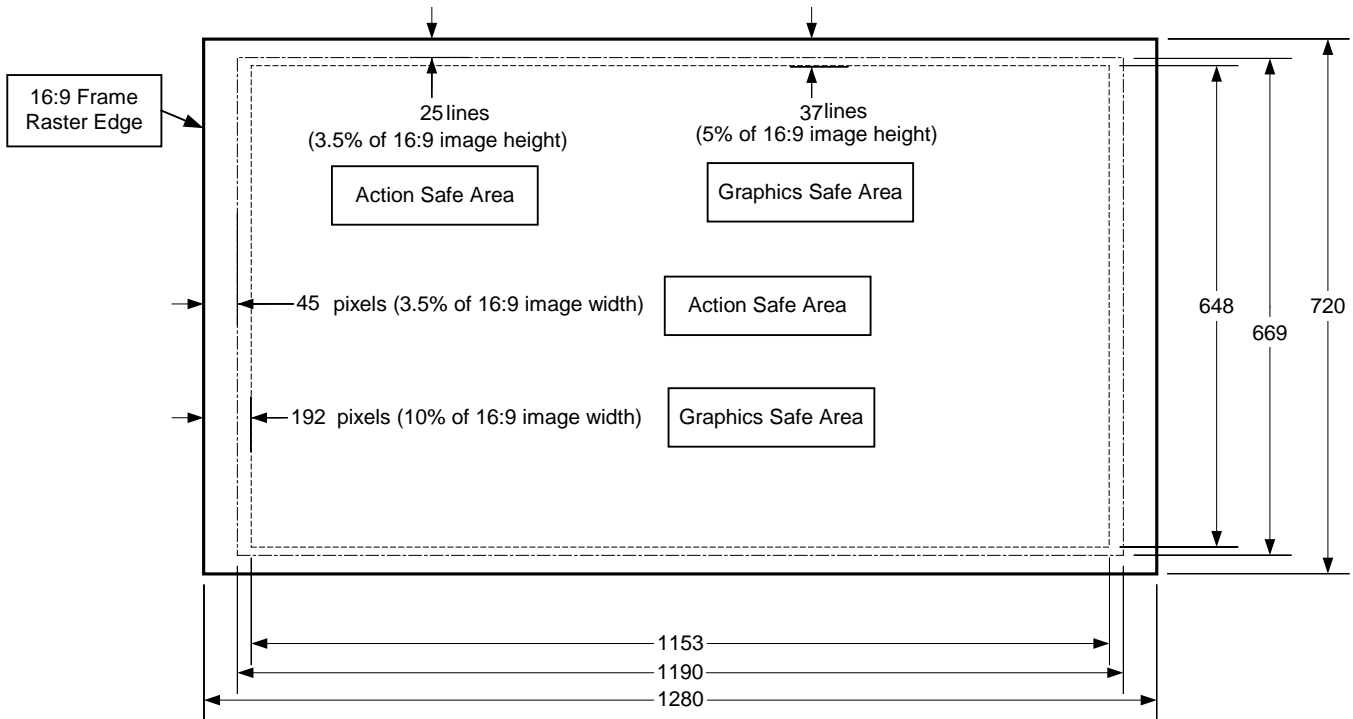 16:9 Frame
Raster Edge
25 lines
(3.5% of 16:9 image height)
37 lines
(5% of 16:9 image height)
Action Safe Area
Graphics Safe Area
45 pixels (3.5% of 16:9 image width)
Action Safe Area
648
669
720
192 pixels (10% of 16:9 image width)
Graphics Safe Area
1153
1190
1280